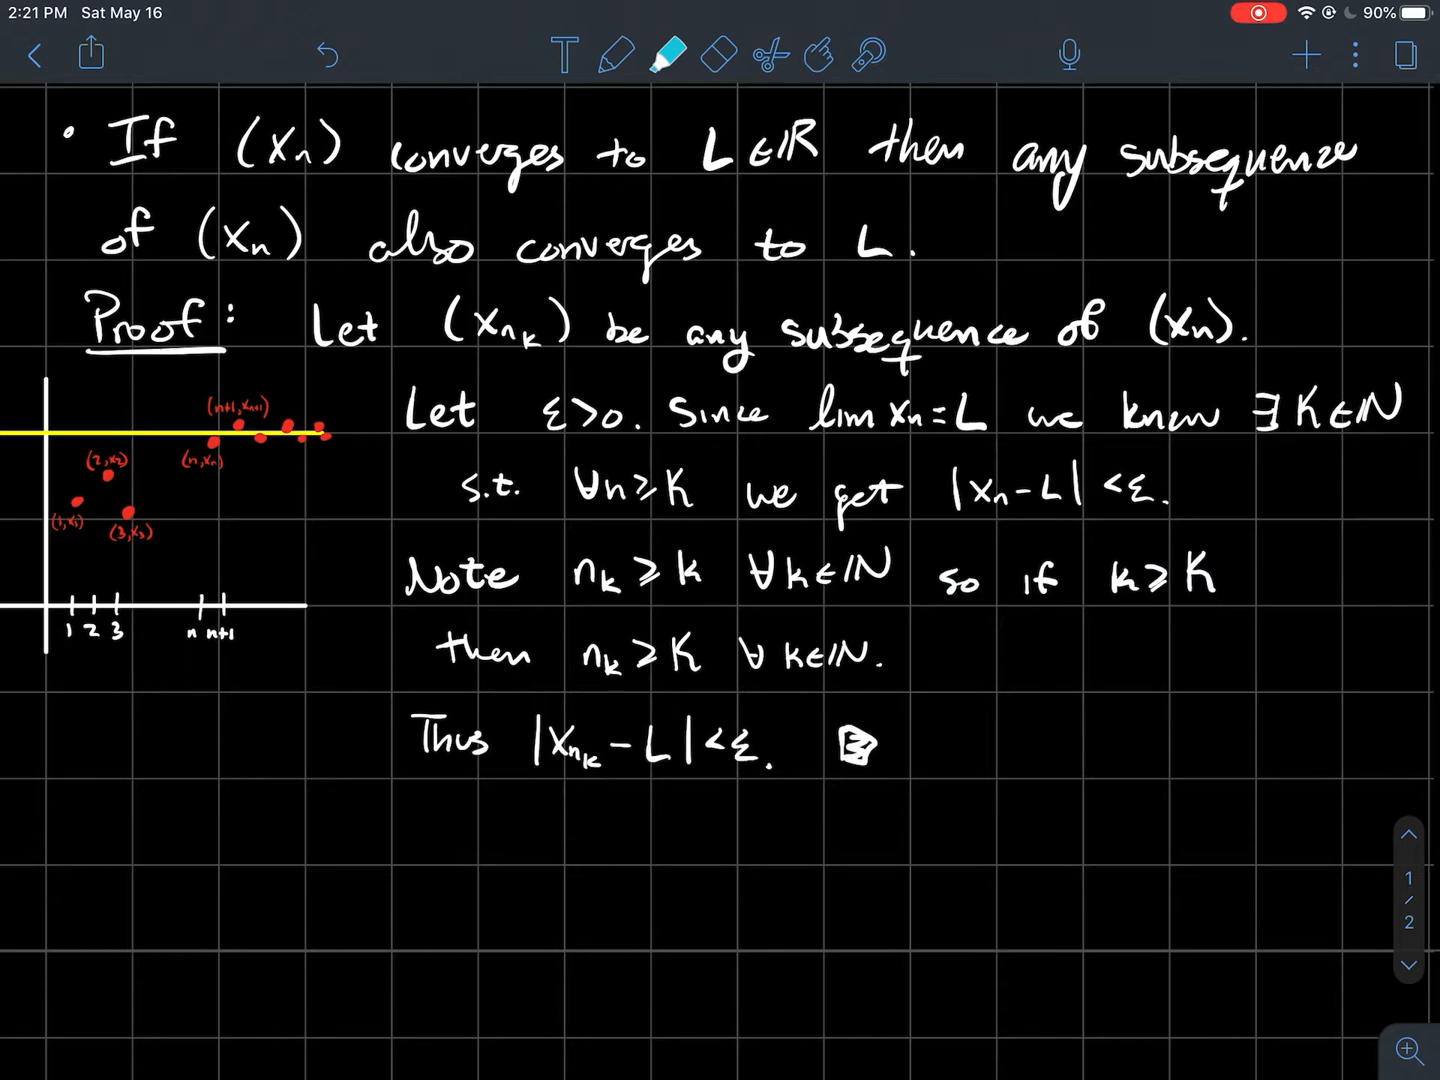 2:21 PM Sat May 16
90%
• If (xₙ) converges to L∈ℝ then any subsequence
of (xₙ) also converges to L.
Proof: Let (xₙₖ) be any subsequence of (xₙ).
Let ε>0. Since lim xₙ=L we know ∃K∈ℕ
s.t. ∀n≥K we get |xₙ-L|<ε.
Note nₖ≥k ∀k∈ℕ so if k≥K
then nₖ≥K ∀k∈ℕ.
Thus |xₙₖ-L|<ε.
(n+1,xₙ₊₁)
(2,x₂) (n,xₙ)
(1,x₁) (3,x₃)
1 2 3 n n+1
1
/
2